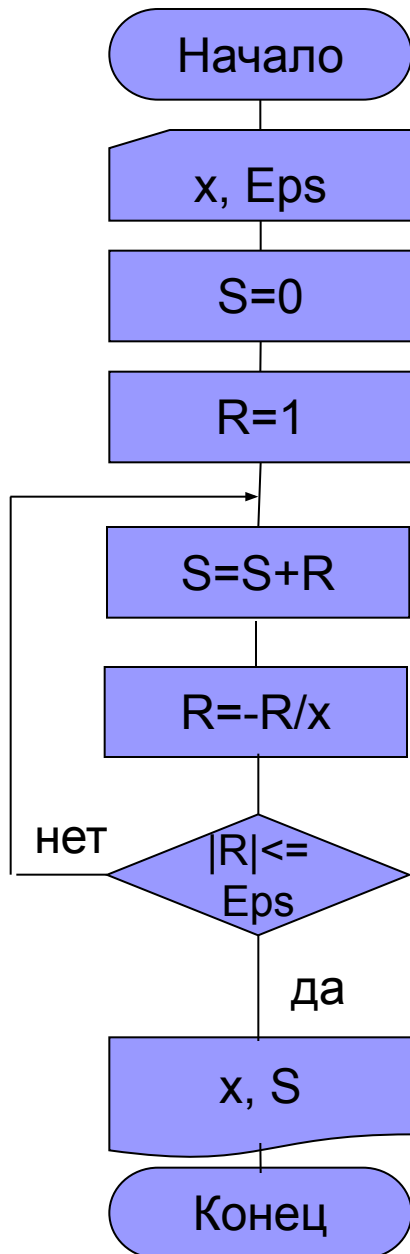 Начало
x, Eps
S=0
R=1
S=S+R
R=-R/x
нет
|R|<=
Eps
да
x, S
Конец